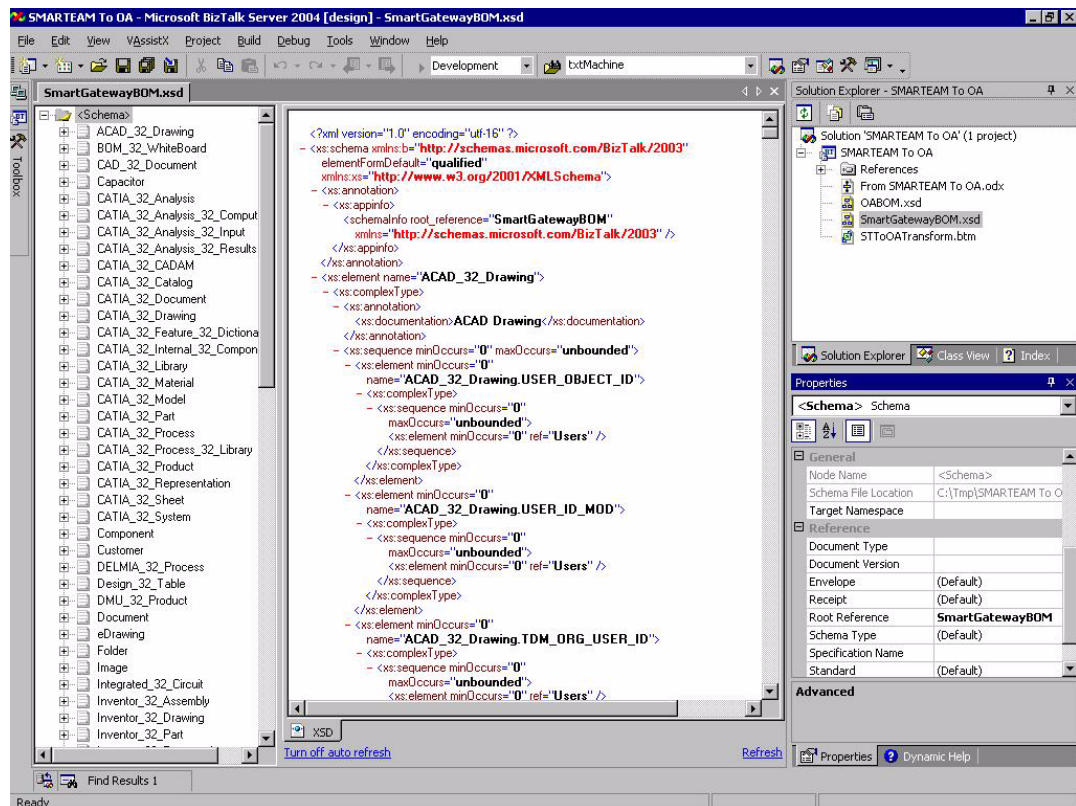 SMARTEAM To OA - Microsoft BizTalk Server 2004 [design] - SmartGatewayBOM.xsd
File Edit View VAssistX Project Build Debug Tools Window Help
Development txtMachine
SmartGatewayBOM.xsd
Toolbox
<Schema>
ACAD_32_Drawing
BOM_32_WhiteBoard
CAD_32_Document
Capacitor
CATIA_32_Analysis
CATIA_32_Analysis_32_Comput
CATIA_32_Analysis_32_Input
CATIA_32_Analysis_32_Results
CATIA_32_CADAM
CATIA_32_Catalog
CATIA_32_Document
CATIA_32_Drawing
CATIA_32_Feature_32_Dictiona
CATIA_32_Internal_32_Compon
CATIA_32_Library
CATIA_32_Material
CATIA_32_Model
CATIA_32_Part
CATIA_32_Process
CATIA_32_Process_32_Library
CATIA_32_Product
CATIA_32_Representation
CATIA_32_Sheet
CATIA_32_System
Component
Customer
DELMIA_32_Process
Design_32_Table
DMU_32_Product
Document
eDrawing
Folder
Image
Integrated_32_Circuit
Inventor_32_Assembly
Inventor_32_Drawing
Inventor_32_Part
<?xml version="1.0" encoding="utf-16" ?>
- <xs:schema xmlns:b="http://schemas.microsoft.com/BizTalk/2003"
elementFormDefault="qualified"
xmlns:xs="http://www.w3.org/2001/XMLSchema">
- <xs:annotation>
- <xs:appinfo>
<schemaInfo root_reference="SmartGatewayBOM"
xmlns="http://schemas.microsoft.com/BizTalk/2003" />
</xs:appinfo>
</xs:annotation>
- <xs:element name="ACAD_32_Drawing">
- <xs:complexType>
- <xs:annotation>
<xs:documentation>ACAD Drawing</xs:documentation>
</xs:annotation>
- <xs:sequence minOccurs="0" maxOccurs="unbounded">
- <xs:element minOccurs="0"
name="ACAD_32_Drawing.USER_OBJECT_ID">
- <xs:complexType>
- <xs:sequence minOccurs="0"
maxOccurs="unbounded">
<xs:element minOccurs="0" ref="Users" />
</xs:sequence>
</xs:complexType>
</xs:element>
- <xs:element minOccurs="0"
name="ACAD_32_Drawing.USER_ID_MOD">
- <xs:complexType>
- <xs:sequence minOccurs="0"
maxOccurs="unbounded">
<xs:element minOccurs="0" ref="Users" />
</xs:sequence>
</xs:complexType>
</xs:element>
- <xs:element minOccurs="0"
name="ACAD_32_Drawing.TDM_ORG_USER_ID">
- <xs:complexType>
- <xs:sequence minOccurs="0"
maxOccurs="unbounded">
<xs:element minOccurs="0" ref="Users" />
XSD
Turn off auto refresh Refresh
Solution Explorer - SMARTEAM To OA
Solution 'SMARTEAM To OA' (1 project)
SMARTEAM To OA
References
From SMARTEAM To OA.odx
OABOM.xsd
SmartGatewayBOM.xsd
STToOATransform.btm
Solution Explorer Class View Index
Properties
<Schema> Schema
General
Node Name <Schema>
Schema File Location C:\Tmp\SMARTEAM To O
Target Namespace
Reference
Document Type
Document Version
Envelope (Default)
Receipt (Default)
Root Reference SmartGatewayBOM
Schema Type (Default)
Specification Name
Standard (Default)
Advanced
Properties Dynamic Help
Find Results 1
Ready